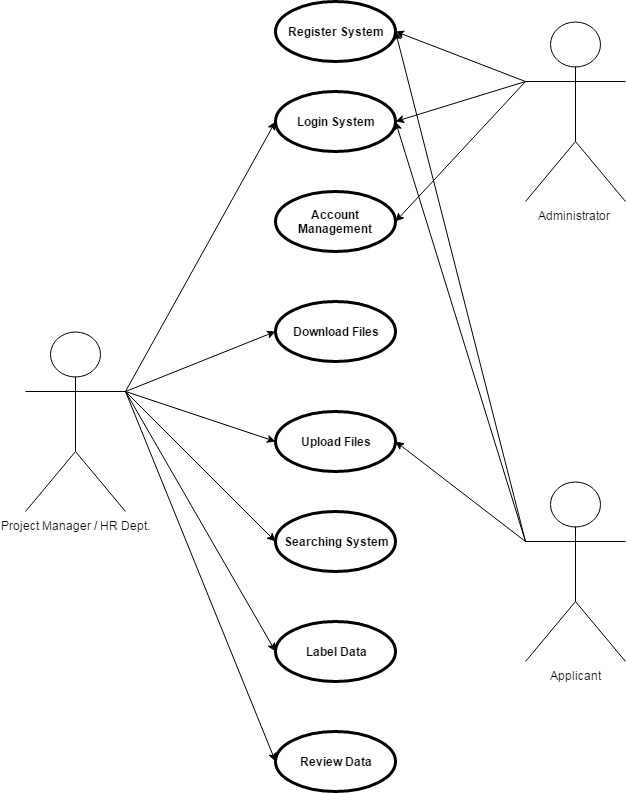 Register System
Login System
Account
Management
Administrator
Download Files
Upload Files
Project Manager / HR Dept.
Searching System
Label Data
Applicant
Review Data